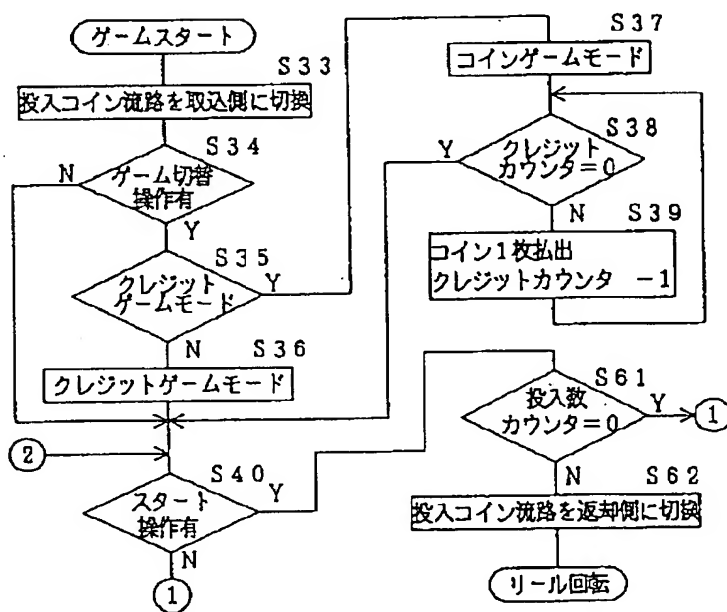 ゲームスタート
S33
投入コイン流路を取込側に切換
S34
N
ゲーム切替
操作有
Y
S35
クレジット
ゲームモード
Y
N
S36
クレジットゲームモード
②
S40
スタート
操作有
Y
N
①
S37
コインゲームモード
S38
Y
クレジット
カウンタ=0
N
S39
コイン1枚払出
クレジットカウンタ -1
S61
投入数
カウンタ=0
Y
①
N
S62
投入コイン流路を返却側に切換
リール回転